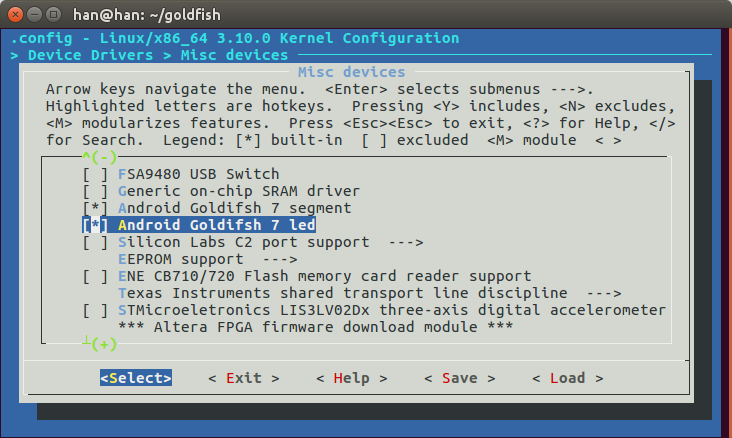 han@han: ~/goldfish
.config - Linux/x86_64 3.10.0 Kernel Configuration
> Device Drivers > Misc devices
Misc devices
Arrow keys navigate the menu.  <Enter> selects submenus --->.
Highlighted letters are hotkeys.  Pressing <Y> includes, <N> excludes,
<M> modularizes features.  Press <Esc><Esc> to exit, <?> for Help, </>
for Search.  Legend: [*] built-in  [ ] excluded  <M> module  < >
^(-)
[ ] FSA9480 USB Switch
[ ] Generic on-chip SRAM driver
[*] Android Goldifsh 7 segment
[*] Android Goldifsh 7 led
[ ] Silicon Labs C2 port support  --->
EEPROM support  --->
[ ] ENE CB710/720 Flash memory card reader support
Texas Instruments shared transport line discipline  --->
[ ] STMicroeletronics LIS3LV02Dx three-axis digital accelerometer
*** Altera FPGA firmware download module ***
┴(+)
<Select>    < Exit >    < Help >    < Save >    < Load >